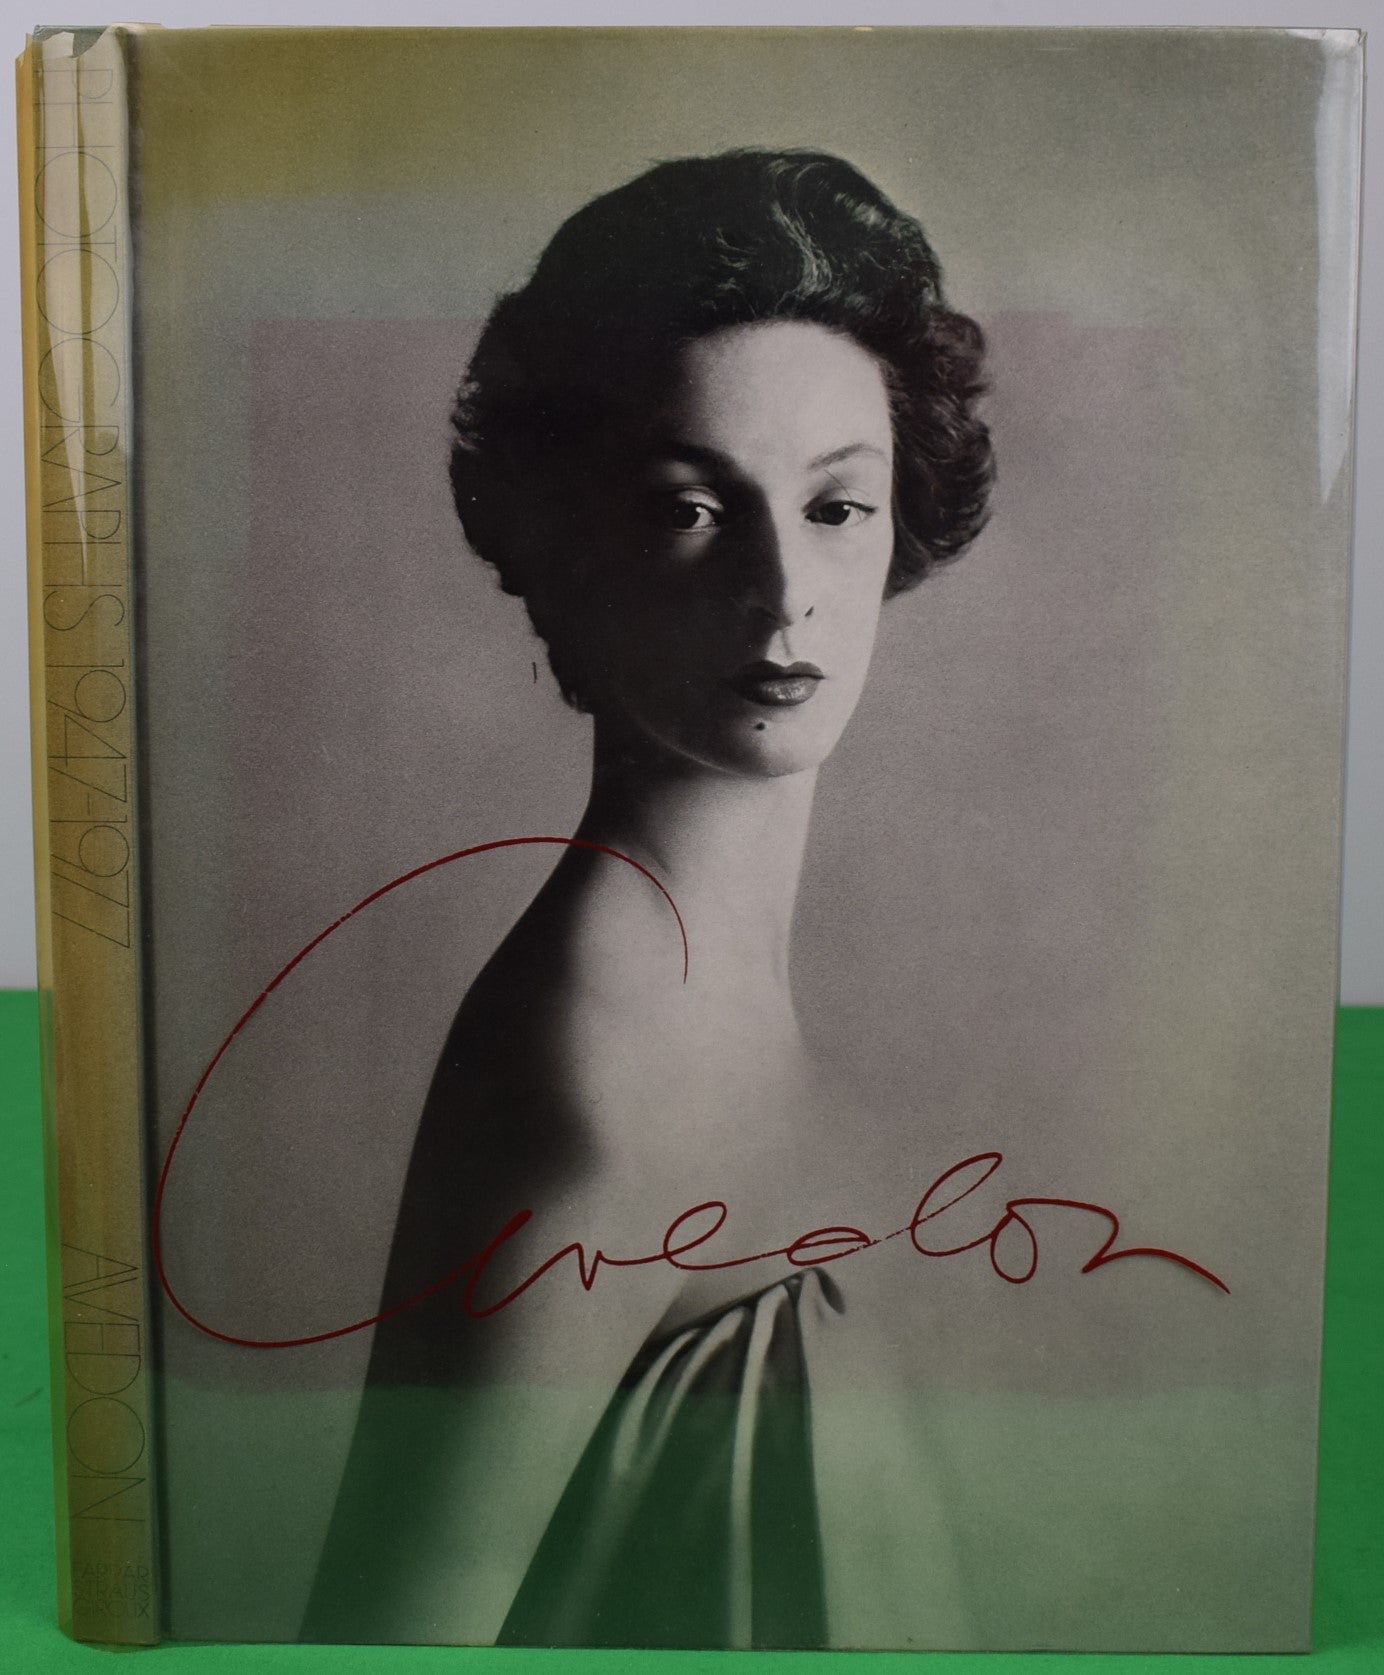 PHOTOGRAPHS 1947-1977
AVEDON
FARRAR
STRAUS
GIROUX
Avedon